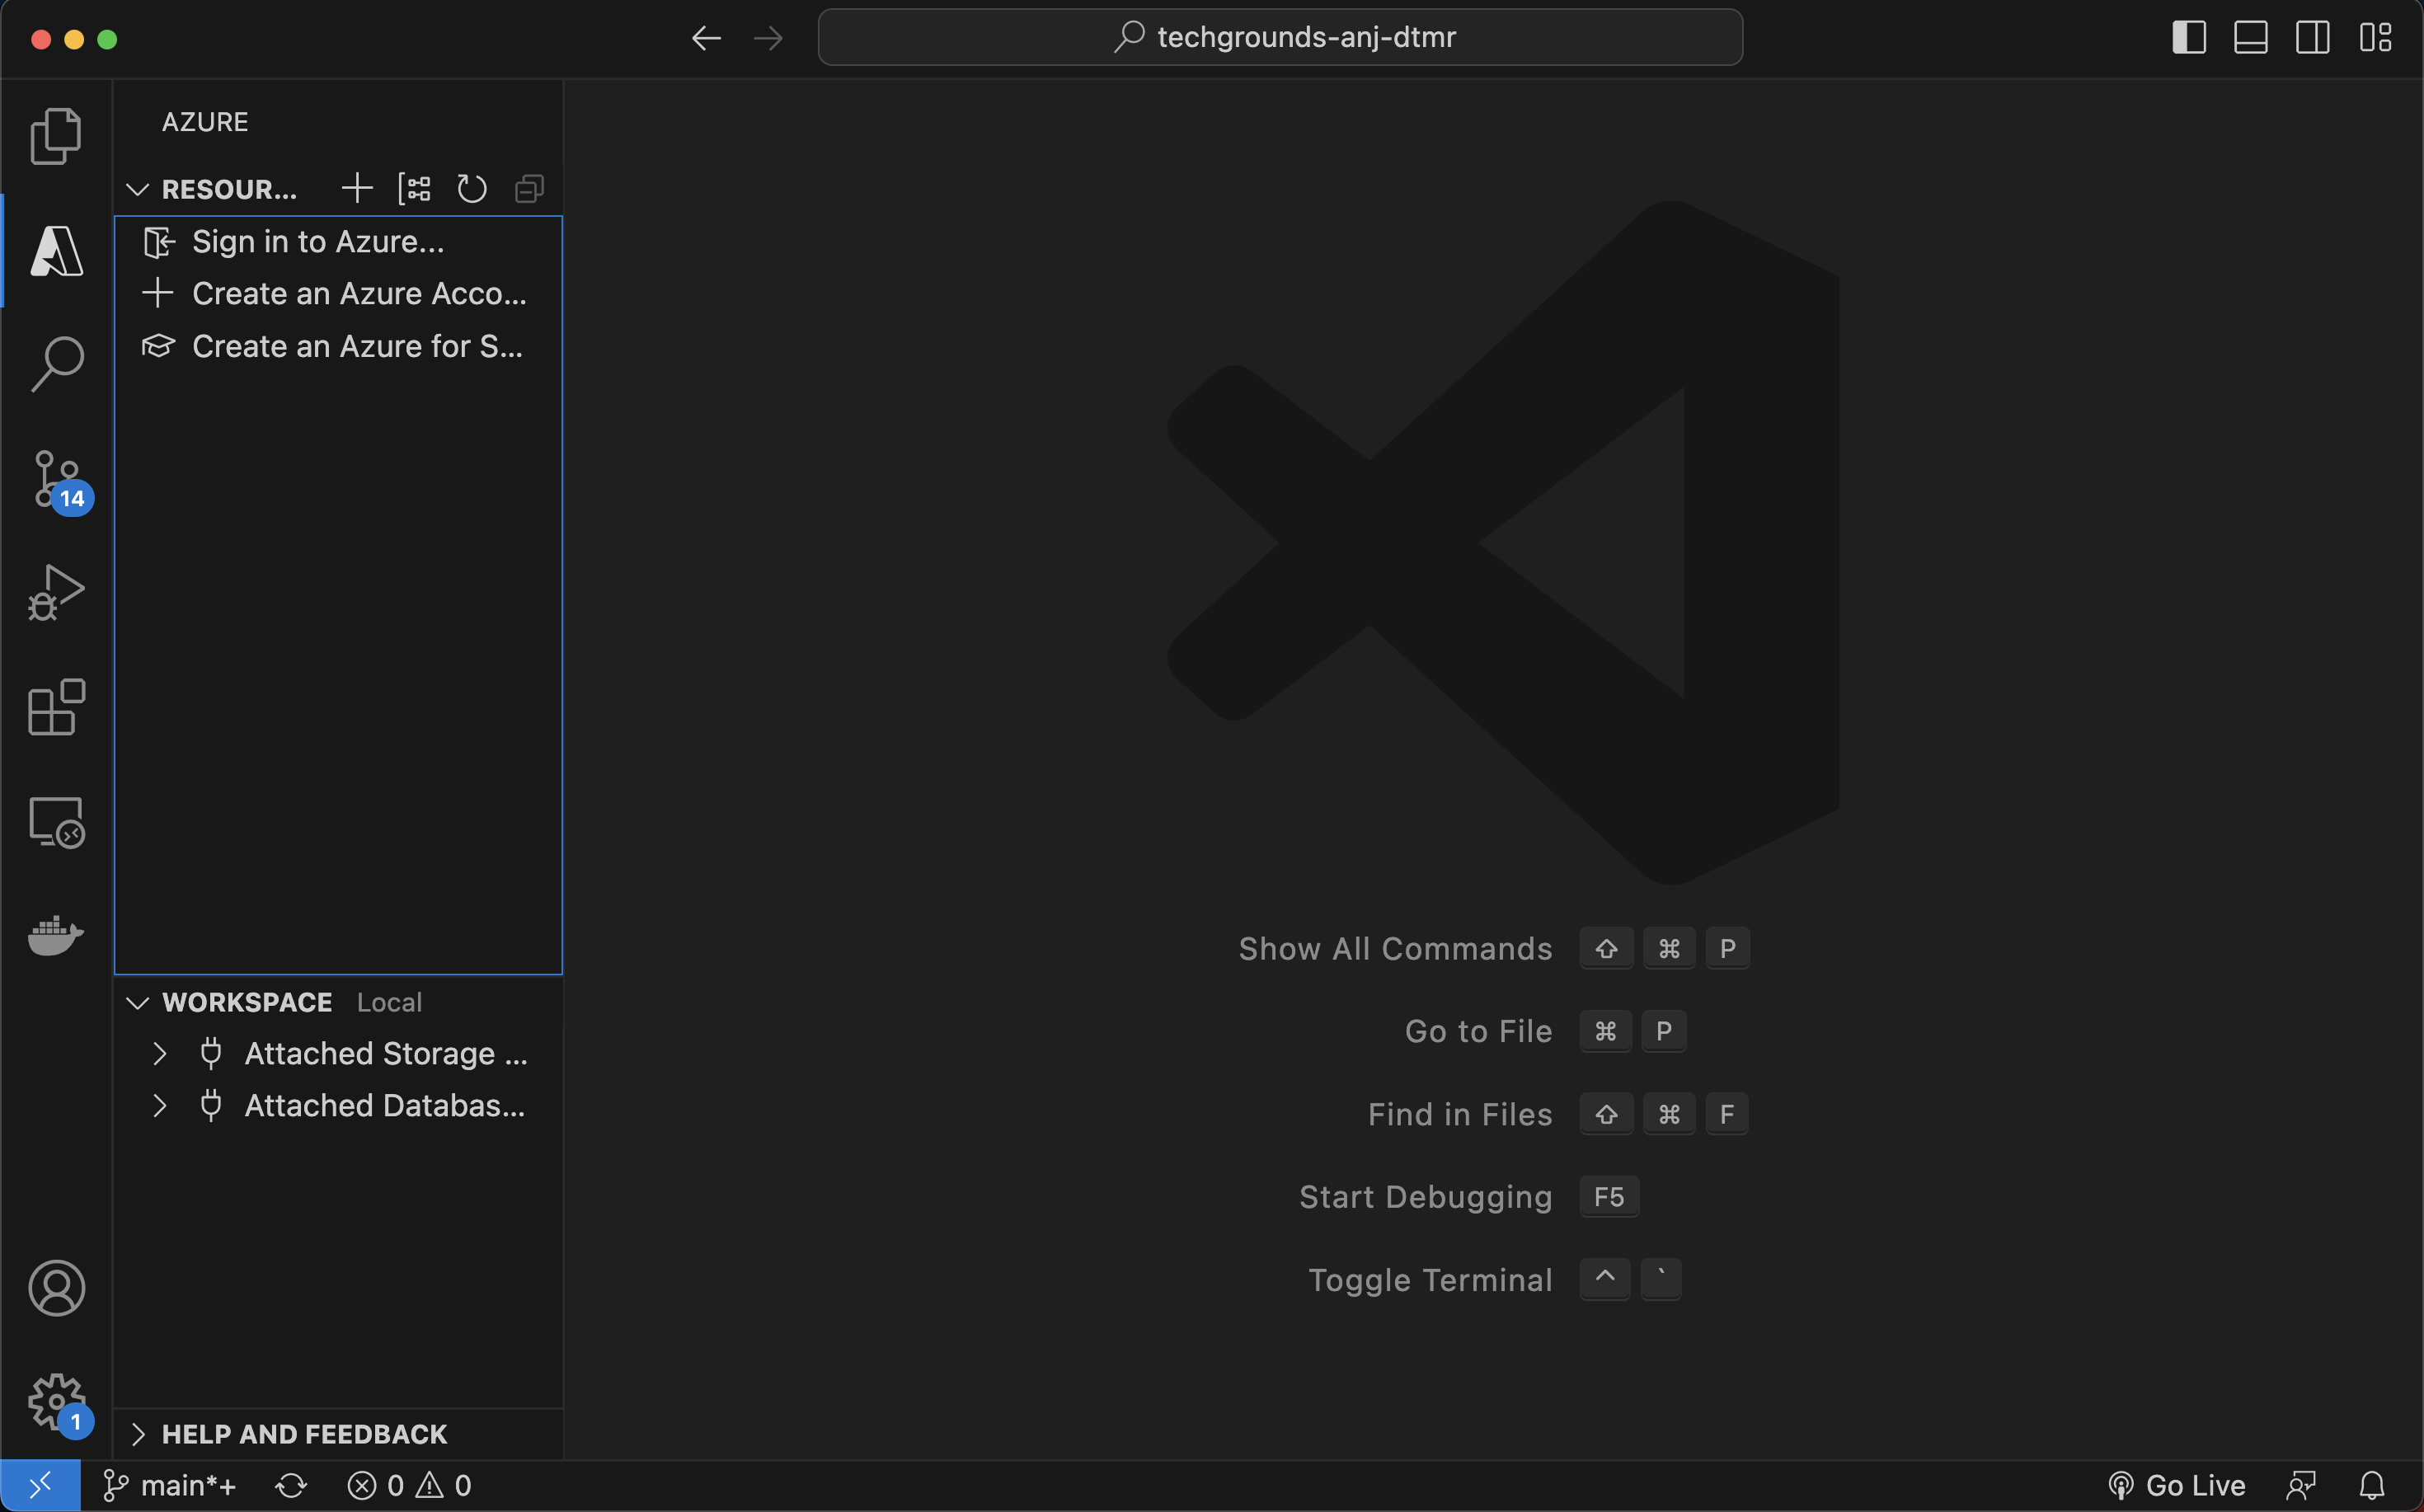 techgrounds-anj-dtmr
AZURE
RESOUR...
Sign in to Azure...
Create an Azure Acco...
Create an Azure for S...
14
WORKSPACE Local
Attached Storage ...
Attached Databas...
1
HELP AND FEEDBACK
Show All Commands ⇧ ⌘ P
Go to File ⌘ P
Find in Files ⇧ ⌘ F
Start Debugging F5
Toggle Terminal ^ `
main*+ 0 0 Go Live